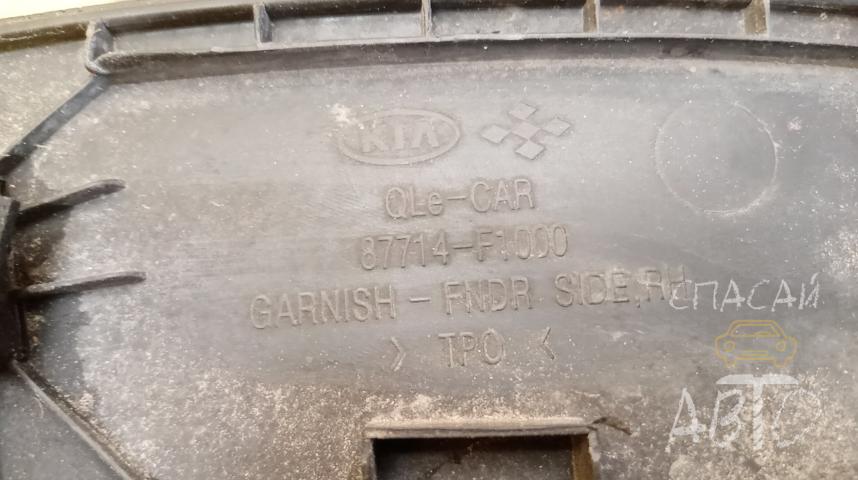 KIA
QLe-CAR
87714-F1000
GARNISH - FNDR SIDE,RH
> TPO <
СПАСАЙ
АВТО